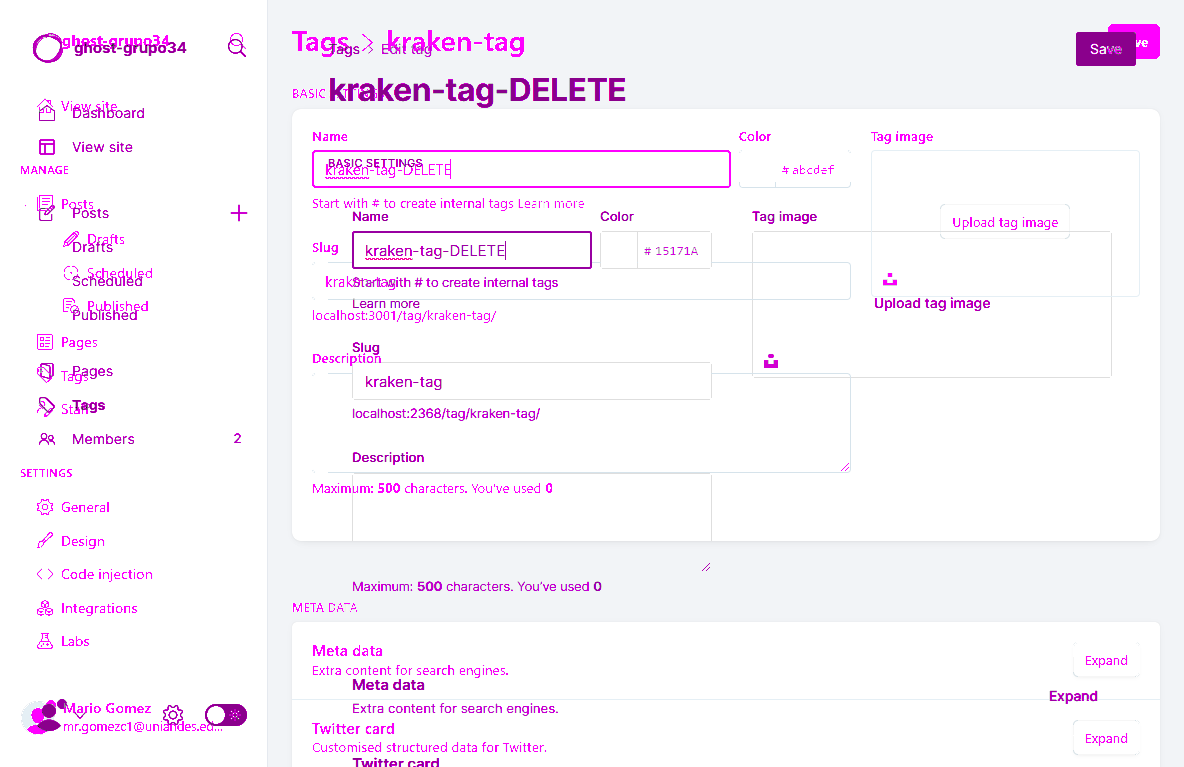 ghost-grupo34
ghost-grupo34
View site
Dashboard
View site
MANAGE
Posts
Posts
Drafts
Drafts
Scheduled
Scheduled
Published
Published
Pages
Pages
Tags
Tags
Staff
Members 2
SETTINGS
General
Design
Code injection
Integrations
Labs
Mario Gomez
mr.gomezc1@uniandes.ed...
Tags > kraken-tag
Tags > Edit tag
Save
kraken-tag-DELETE
BASIC SETTINGS
Name Color Tag image
BASIC SETTINGS
kraken-tag-DELETE # abcdef
Start with # to create internal tags Learn more
Upload tag image
Name Color Tag image
Slug
kraken-tag-DELETE # 15171A
kraken-tag
Start with # to create internal tags
Learn more
Upload tag image
localhost:3001/tag/kraken-tag/
Slug
Description
kraken-tag
localhost:2368/tag/kraken-tag/
Description
Maximum: 500 characters. You've used 0
Maximum: 500 characters. You've used 0
META DATA
Meta data
Extra content for search engines.
Expand
Meta data
Expand
Extra content for search engines.
Twitter card
Customised structured data for Twitter.
Expand
Twitter card